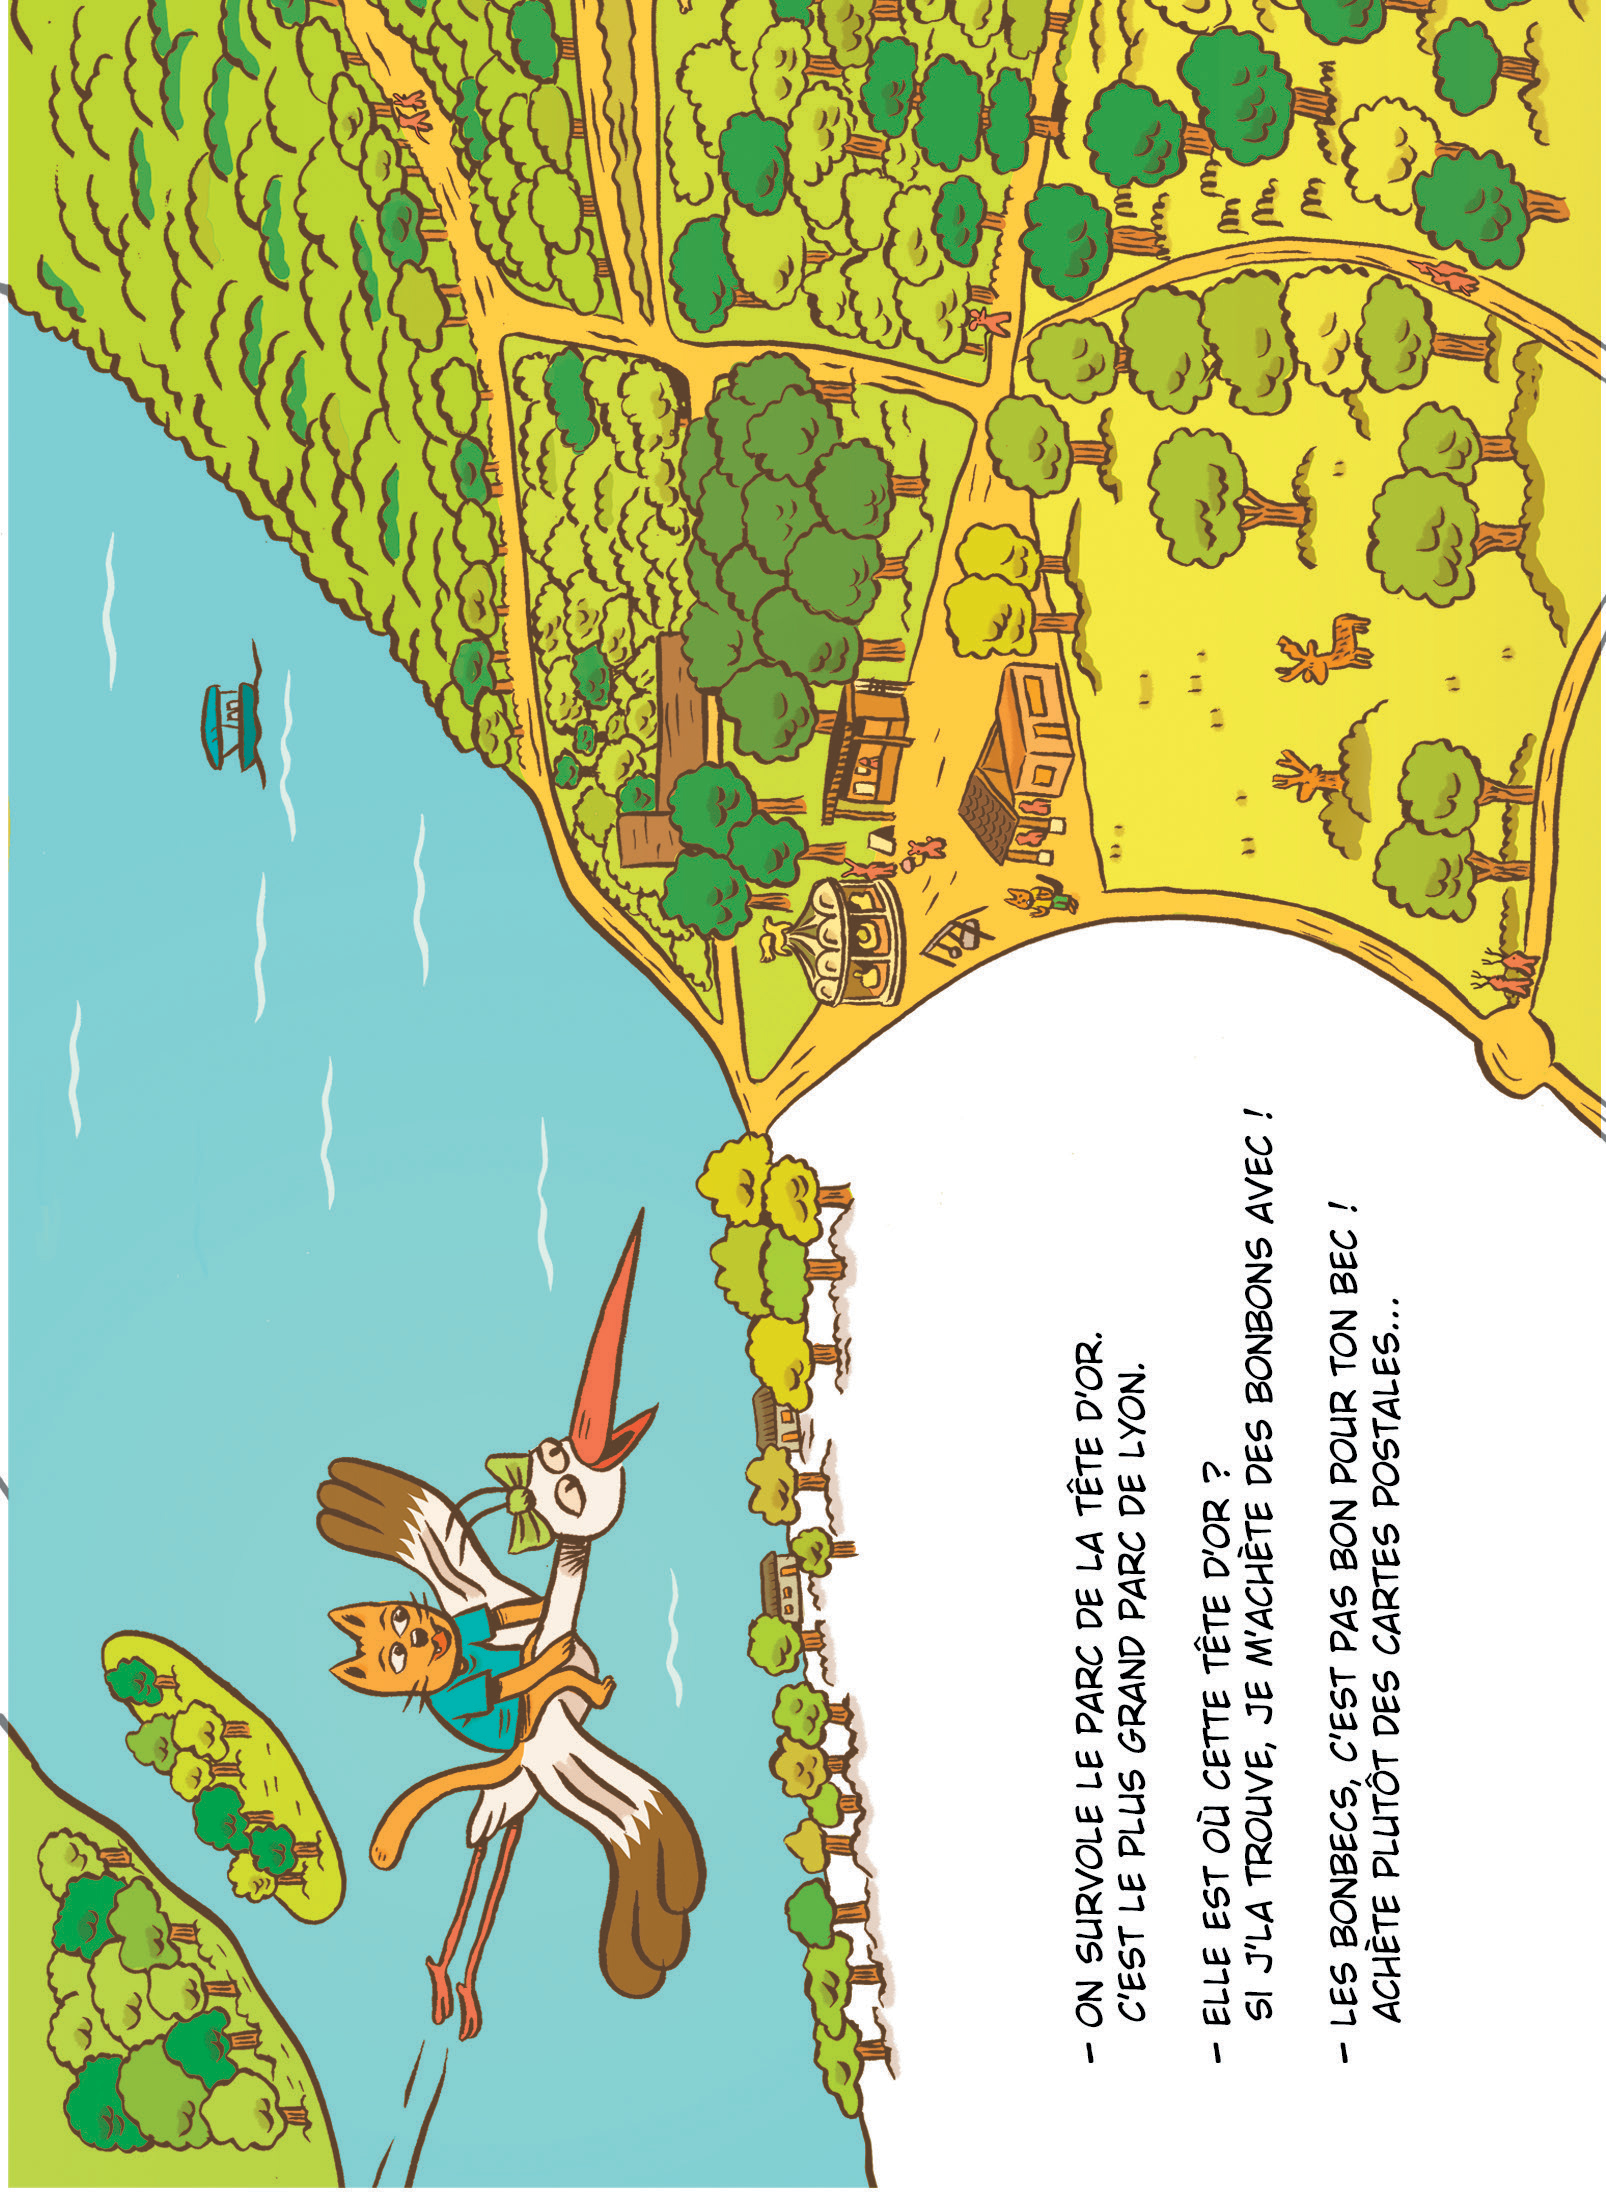 – ON SURVOLE LE PARC DE LA TÊTE D'OR.
C'EST LE PLUS GRAND PARC DE LYON.
– ELLE EST OÙ CETTE TÊTE D'OR ?
SI J'LA TROUVE, JE M'ACHÈTE DES BONBONS AVEC !
– LES BONBECS, C'EST PAS BON POUR TON BEC !
ACHÈTE PLUTÔT DES CARTES POSTALES...